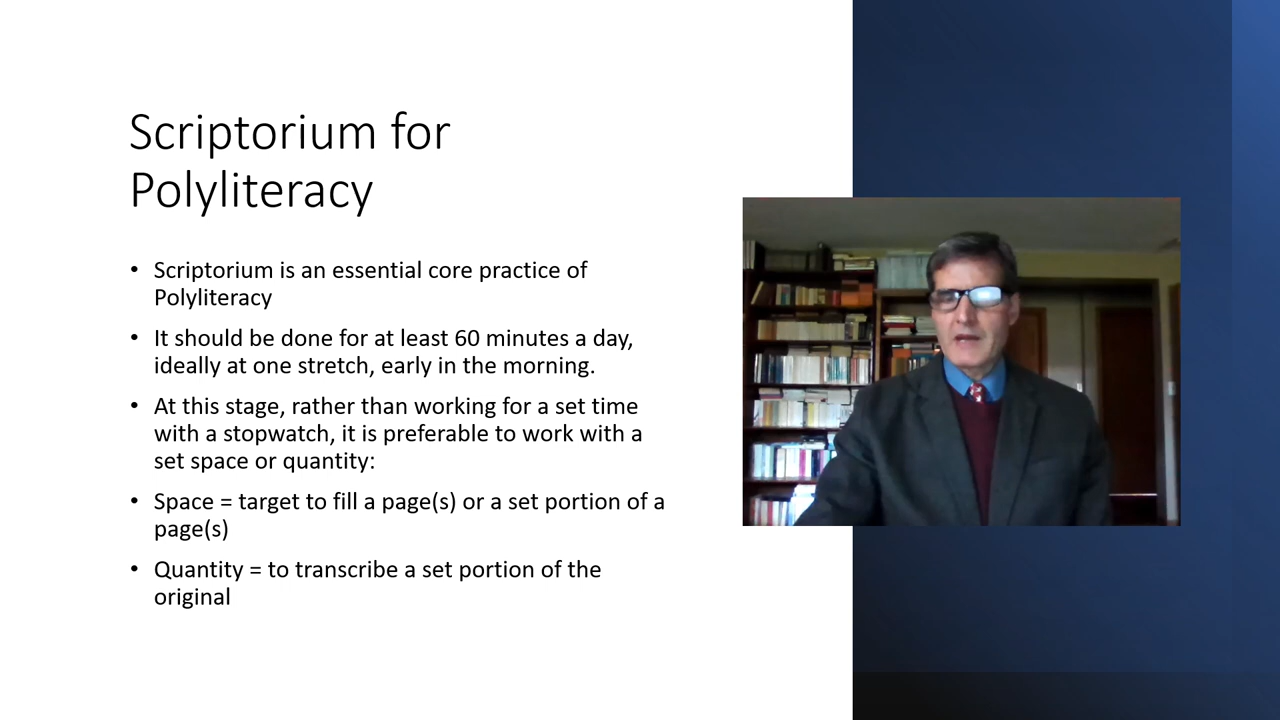 Scriptorium for
Polyliteracy
• Scriptorium is an essential core practice of
Polyliteracy
• It should be done for at least 60 minutes a day,
ideally at one stretch, early in the morning.
• At this stage, rather than working for a set time
with a stopwatch, it is preferable to work with a
set space or quantity:
• Space = target to fill a page(s) or a set portion of a
page(s)
• Quantity = to transcribe a set portion of the
original